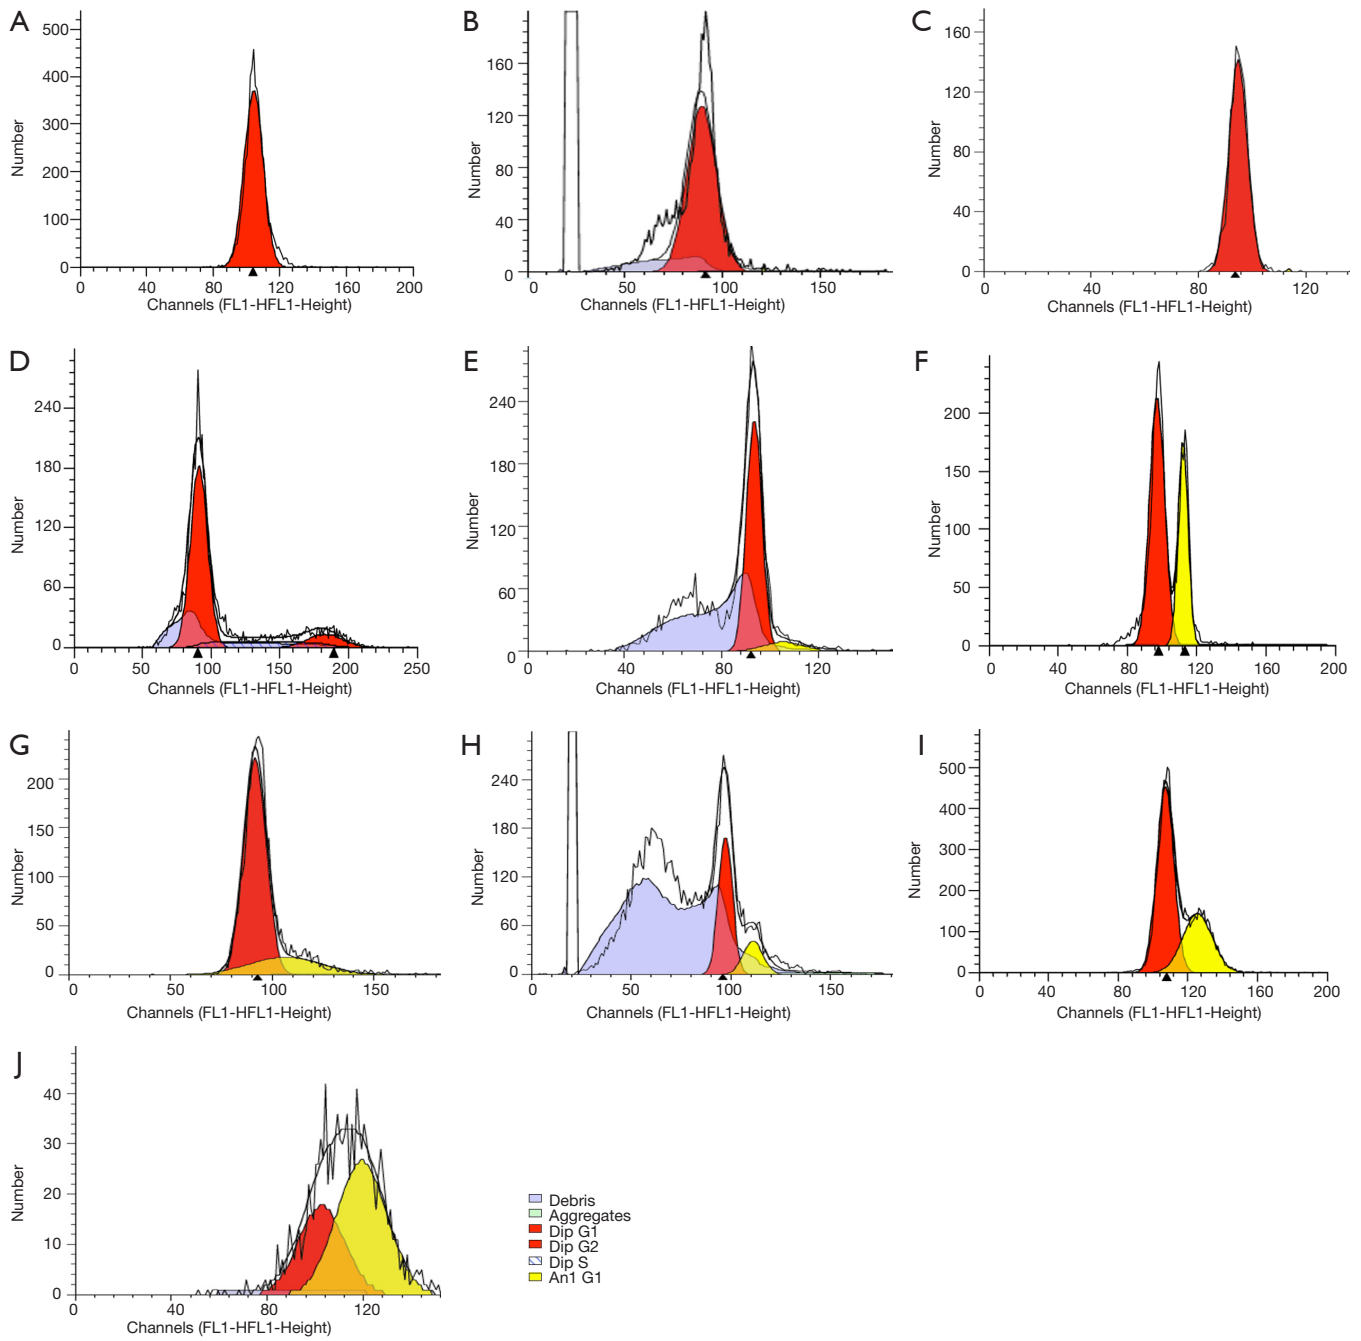 A
500
400
300
200
100
0
Number
0 40 80 120 160 200
Channels (FL1-HFL1-Height)
B
160
120
80
40
0
Number
0 50 100 150
Channels (FL1-HFL1-Height)
C
160
120
80
40
0
Number
0 40 80 120
Channels (FL1-HFL1-Height)
D
240
180
120
60
0
Number
0 50 100 150 200 250
Channels (FL1-HFL1-Height)
E
240
180
120
60
0
Number
0 40 80 120
Channels (FL1-HFL1-Height)
F
200
150
100
50
0
Number
0 40 80 120 160 200
Channels (FL1-HFL1-Height)
G
200
150
100
50
0
Number
0 50 100 150
Channels (FL1-HFL1-Height)
H
240
180
120
60
0
Number
0 50 100 150
Channels (FL1-HFL1-Height)
I
500
400
300
200
100
0
Number
0 40 80 120 160 200
Channels (FL1-HFL1-Height)
J
40
30
20
10
0
Number
0 40 80 120
Channels (FL1-HFL1-Height)
Debris
Aggregates
Dip G1
Dip G2
Dip S
An1 G1